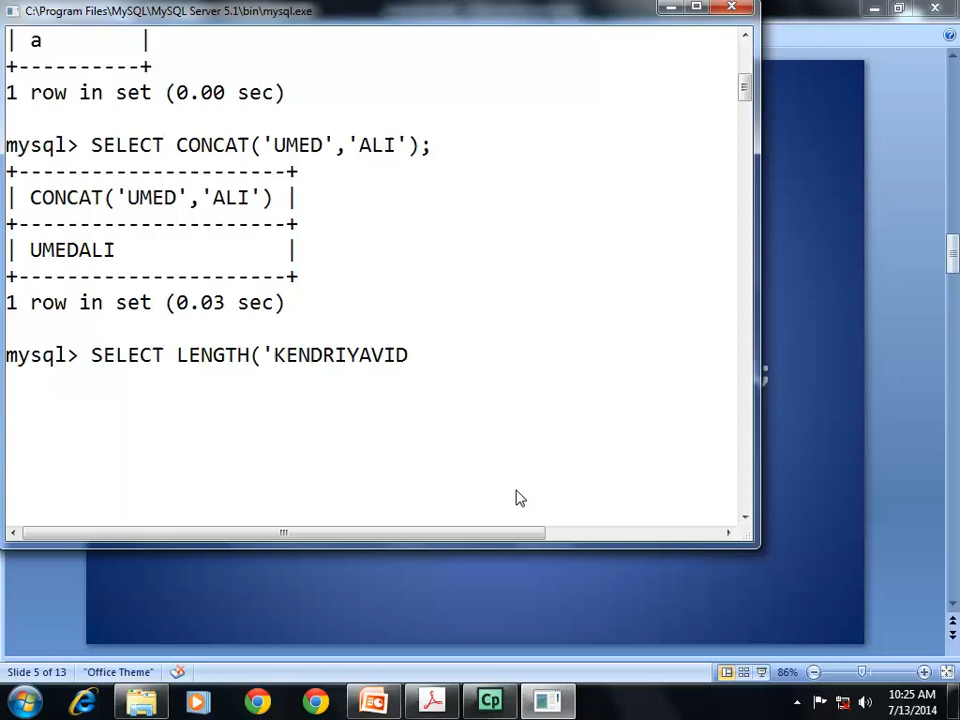 C:\Program Files\MySQL\MySQL Server 5.1\bin\mysql.exe
| a        |
+----------+
1 row in set (0.00 sec)
mysql> SELECT CONCAT('UMED','ALI');
+----------------------+
| CONCAT('UMED','ALI') |
+----------------------+
| UMEDALI              |
+----------------------+
1 row in set (0.03 sec)
mysql> SELECT LENGTH('KENDRIYAVID
;
Slide 5 of 13 "Office Theme" 86%
Cp
10:25 AM
7/13/2014